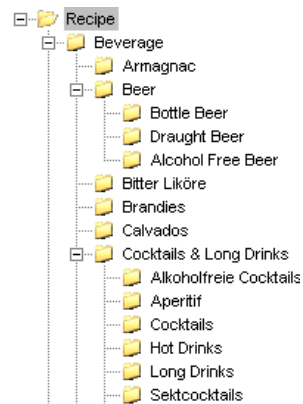 Recipe
Beverage
Armagnac
Beer
Bottle Beer
Draught Beer
Alcohol Free Beer
Bitter Liköre
Brandies
Calvados
Cocktails & Long Drinks
Alkoholfreie Cocktails
Aperitif
Cocktails
Hot Drinks
Long Drinks
Sektcocktails